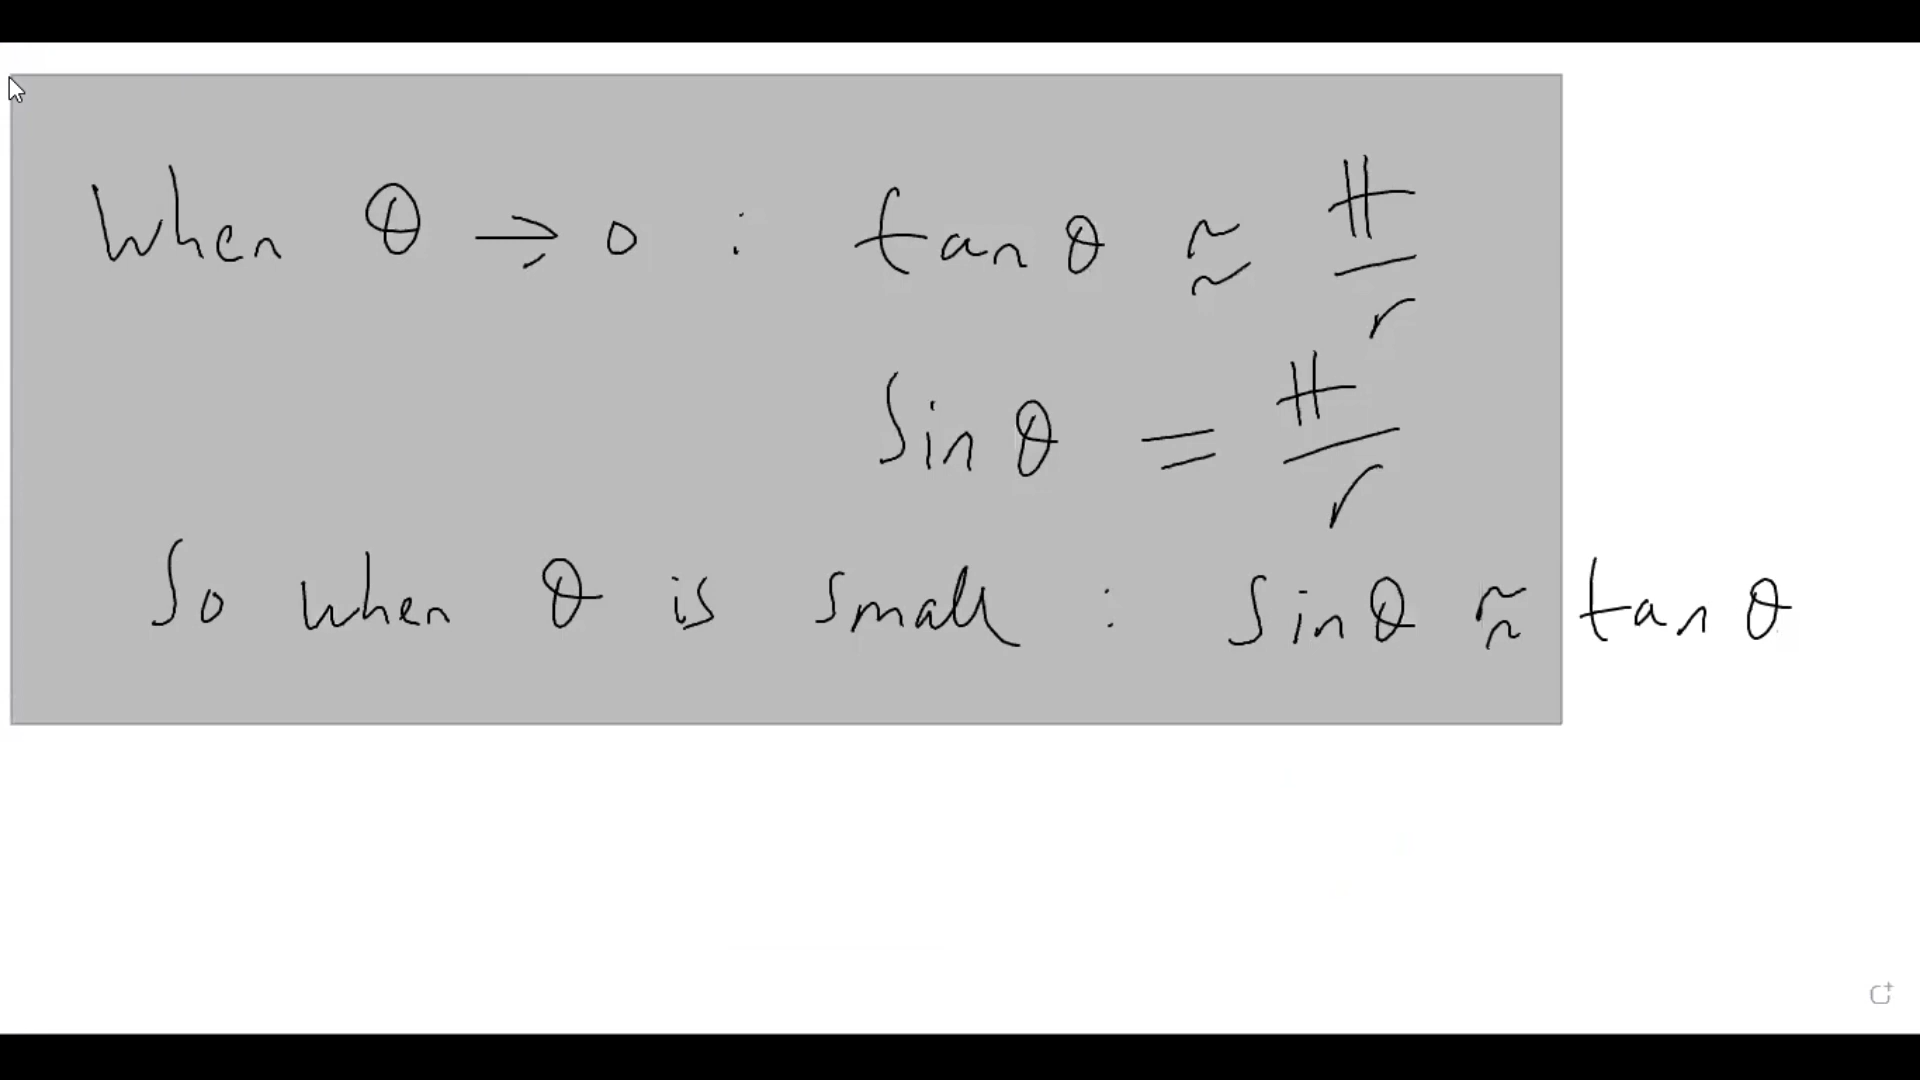 When θ → 0 : tan θ ≈ H/r
sin θ = H/r
So when θ is small : sin θ ≈ tan θ